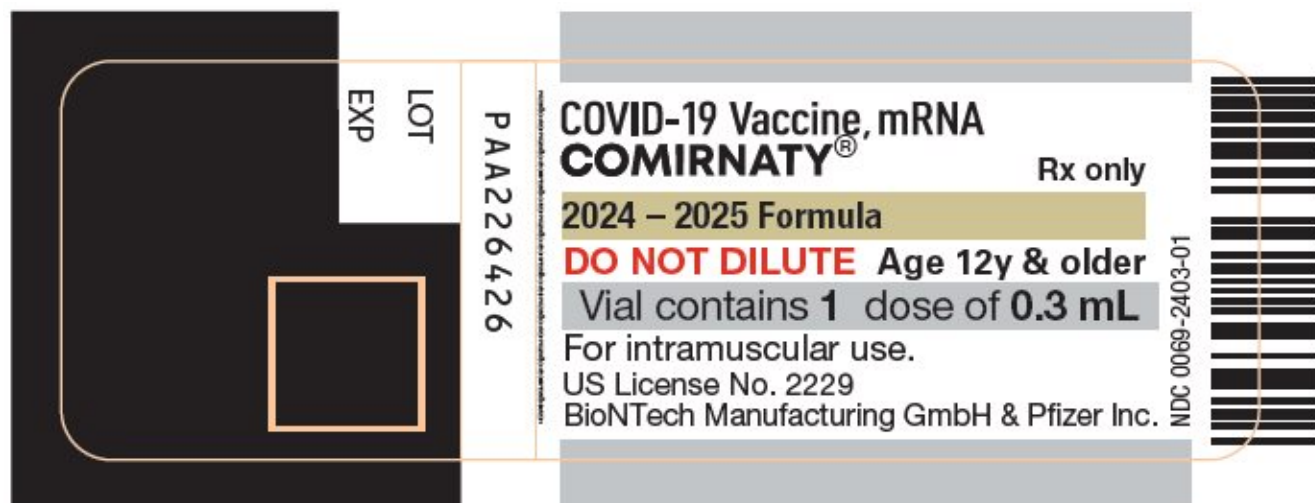 LOT
EXP
PAA226426
COVID-19 Vaccine, mRNA
COMIRNATY®
Rx only
2024 – 2025 Formula
DO NOT DILUTE Age 12y & older
Vial contains 1 dose of 0.3 mL
For intramuscular use.
US License No. 2229
BioNTech Manufacturing GmbH & Pfizer Inc.
NDC 0069-2403-01